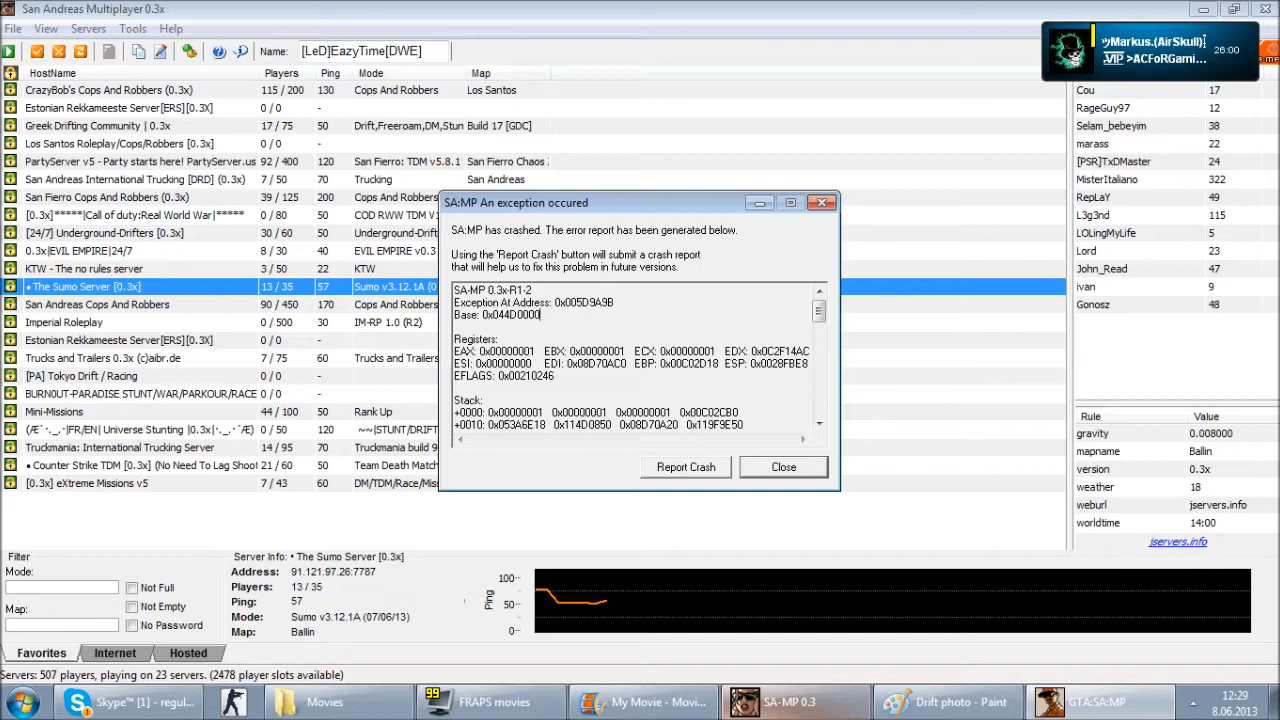 San Andreas Multiplayer 0.3x
File View Servers Tools Help
Name: [LeD]EazyTime[DWE]
ツMarkus.(AirSkull)
.VIP >ACFoRGami... 26:00
HostName Players Ping Mode Map
CrazyBob's Cops And Robbers (0.3x) 115 / 200 130 Cops And Robbers Los Santos
Estonian Rekkameeste Server[ERS][0.3X] 0 / 0 -
Greek Drifting Community | 0.3x 17 / 75 50 Drift,Freeroam,DM,Stun Build 17 [GDC]
Los Santos Roleplay/Cops/Robbers [0.3X] 0 / 0 -
PartyServer v5 - Party starts here! PartyServer.us 92 / 400 120 San Fierro: TDM v5.8.1 San Fierro Chaos
San Andreas International Trucking [DRD] (0.3x) 7 / 50 70 Trucking San Andreas
San Fierro Cops And Robbers (0.3x) 39 / 125 200 Cops And Robbers
[0.3x]*****|Call of duty:Real World War|**** 0 / 80 50 COD RWW TDM
[24/7] Underground-Drifters [0.3x] 30 / 60 50 Underground-Drifters
0.3x|EVIL EMPIRE|24/7 8 / 30 40 EVIL EMPIRE v0.3
KTW - The no rules server 3 / 50 22 KTW
• The Sumo Server [0.3x] 13 / 35 57 Sumo v3.12.1A (0
San Andreas Cops And Robbers 90 / 450 170 Cops And Robbers
Imperial Roleplay / 30 IM-RP 1.0 (R2)
Estonian Rekkameeste Server[ERS][0.3X] 0 / 0 -
Trucks and Trailers 0.3x (c)aibr.de 7 / 75 60 Trucks and Trailers
[PA] Tokyo Drift / Racing 0 / 0 -
BURNOUT-PARADISE STUNT/WAR/PARKOUR/RACE 0 / 0 -
Mini-Missions 44 / 100 50 Rank Up
|FR/EN| Universe Stunting |0.3x 0 / 50 120 ~~|STUNT/DRIFT
Truckmania: International Trucking Server 14 / 95 70 Truckmania build 9
• Counter Strike TDM [0.3x] (No Need To Lag Shoot 21 / 60 50 Team Death Match
[0.3x] eXtreme Missions v5 7 / 43 60 DM/TDM/Race/Miss
SA:MP An exception occured
SA:MP has crashed. The error report has been generated below.
Using the 'Report Crash' button will submit a crash report
that will help us to fix this problem in future versions.
SA-MP 0.3x-R1-2
Exception At Address: 0x005D9A9B
Base: 0x044D0000
Registers:
EAX: 0x00000001 EBX: 0x00000001 ECX: 0x00000001 EDX: 0x0C2F14AC
ESI: 0x00000000 EDI: 0x08D70AC0 EBP: 0x00C02D18 ESP: 0x0028FBE8
EFLAGS: 0x00210246
Stack:
+0000: 0x00000001 0x00000001 0x00000001 0x00C02CB0
+0010: 0x053A6E18 0x114D0850 0x08D70A20 0x119F9E50
Report Crash Close
Cou 17
RageGuy97 12
Selam_bebeyim 38
marass 22
[PSR]TxDMaster 24
MisterItaliano 322
RepLaY 47
L3g3nd 115
LOLingMyLife 5
Lord 23
John_Read 47
ivan 9
Gonosz 48
Rule Value
gravity 0.008000
mapname Ballin
version 0.3x
weather 18
weburl jservers.info
worldtime 14:00
jservers.info
Filter
Mode:
Not Full
Map:
Not Empty
No Password
Server Info: • The Sumo Server [0.3x]
Address: 91.121.97.26:7787
Players: 13 / 35
Ping: 57
Mode: Sumo v3.12.1A (07/06/13)
Map: Ballin
Ping
100
50
0
Favorites Internet Hosted
Servers: 507 players, playing on 23 servers. (2478 player slots available)
Skype™ [1] - regul... Movies 99 FRAPS movies My Movie - Movi... SA-MP 0.3 Drift photo - Paint GTA:SA:MP
12:29
8.06.2013